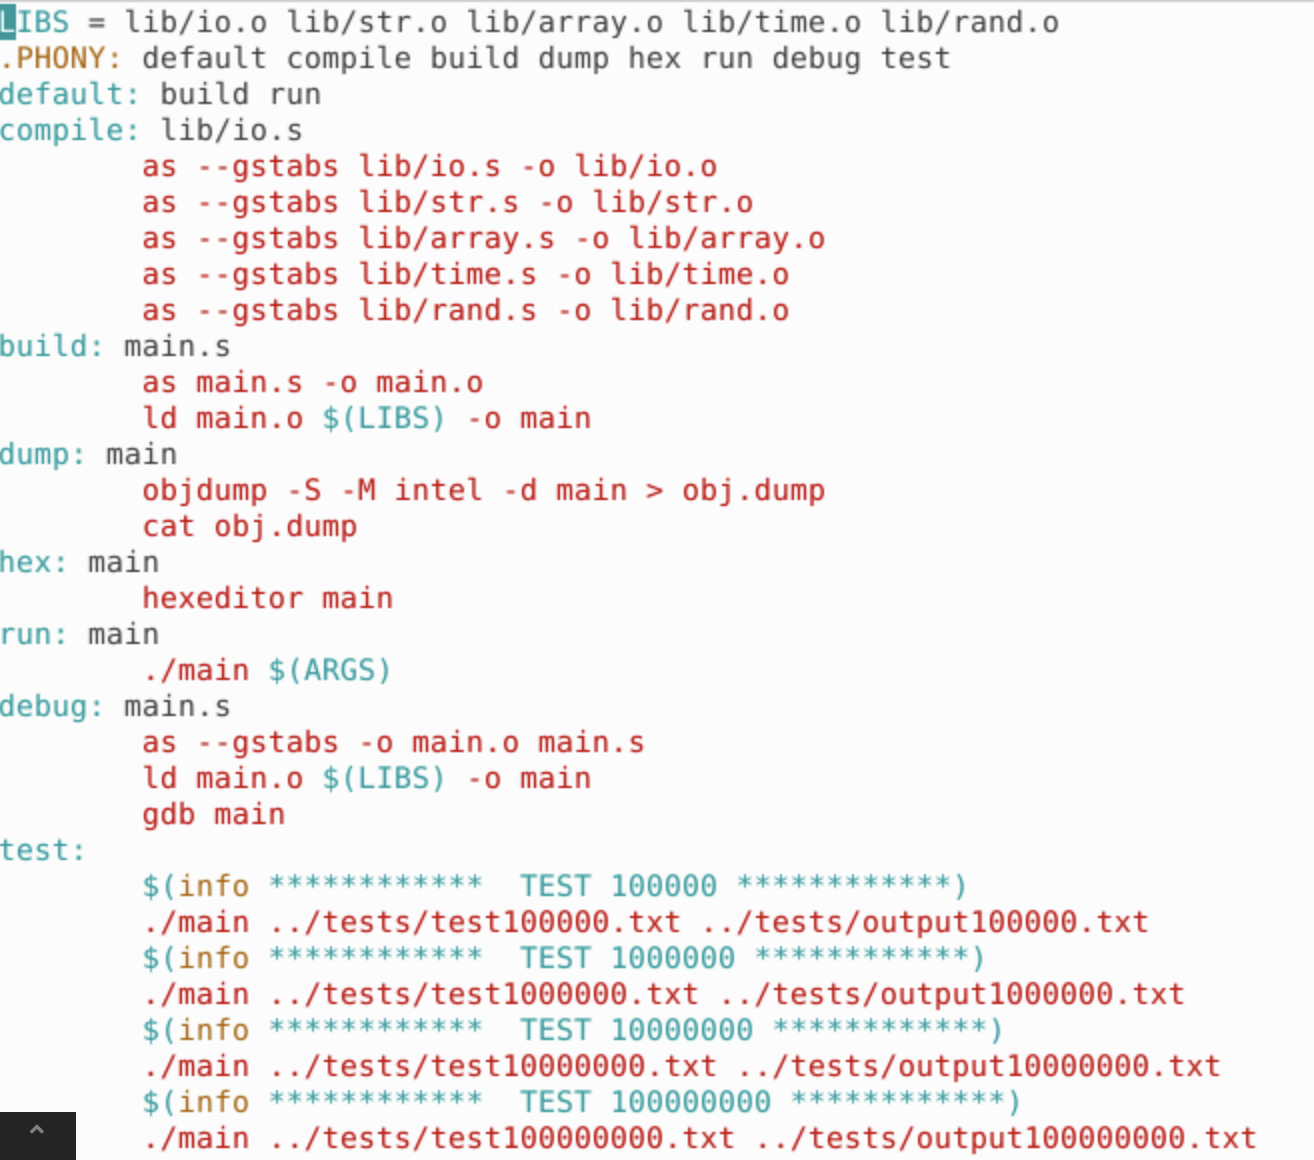 LIBS = lib/io.o lib/str.o lib/array.o lib/time.o lib/rand.o
.PHONY: default compile build dump hex run debug test
default: build run
compile: lib/io.s
        as --gstabs lib/io.s -o lib/io.o
        as --gstabs lib/str.s -o lib/str.o
        as --gstabs lib/array.s -o lib/array.o
        as --gstabs lib/time.s -o lib/time.o
        as --gstabs lib/rand.s -o lib/rand.o
build: main.s
        as main.s -o main.o
        ld main.o $(LIBS) -o main
dump: main
        objdump -S -M intel -d main > obj.dump
        cat obj.dump
hex: main
        hexeditor main
run: main
        ./main $(ARGS)
debug: main.s
        as --gstabs -o main.o main.s
        ld main.o $(LIBS) -o main
        gdb main
test:
        $(info ************  TEST 100000 ************)
        ./main ../tests/test100000.txt ../tests/output100000.txt
        $(info ************  TEST 1000000 ************)
        ./main ../tests/test1000000.txt ../tests/output1000000.txt
        $(info ************  TEST 10000000 ************)
        ./main ../tests/test10000000.txt ../tests/output10000000.txt
        $(info ************  TEST 100000000 ************)
        ./main ../tests/test100000000.txt ../tests/output100000000.txt